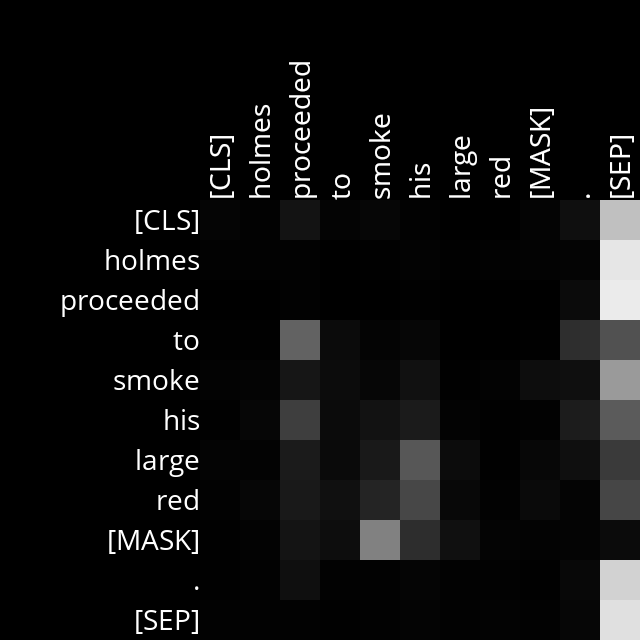 [CLS]
holmes
proceeded
to
smoke
his
large
red
[MASK]
.
[SEP]
[CLS]
holmes
proceeded
to
smoke
his
large
red
[MASK]
.
[SEP]